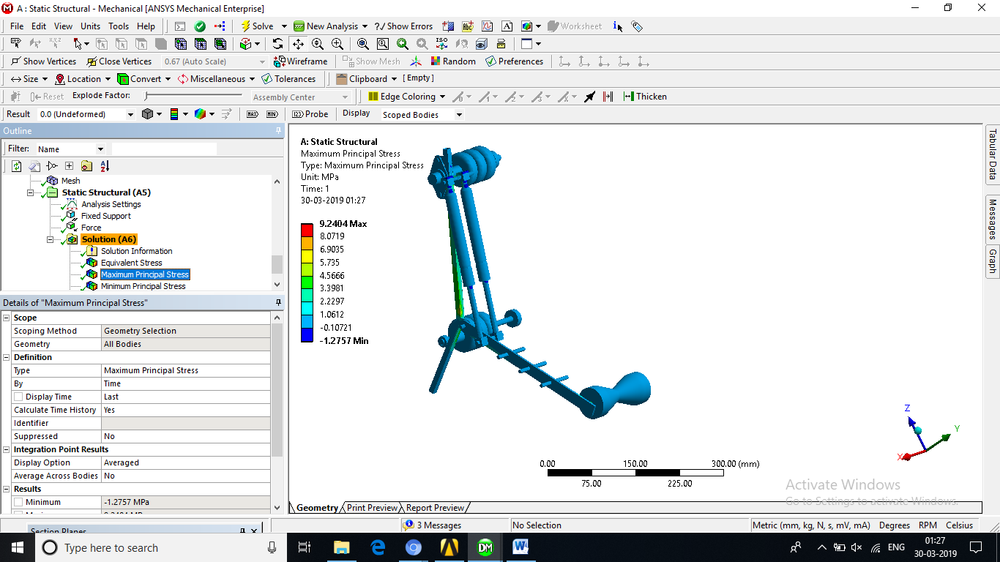 A : Static Structural - Mechanical [ANSYS Mechanical Enterprise]
File Edit View Units Tools Help Solve New Analysis ?/ Show Errors Worksheet
Show Vertices Close Vertices 0.67 (Auto Scale) Wireframe Show Mesh Random Preferences
Size Location Convert Miscellaneous Tolerances Clipboard [ Empty ]
Reset Explode Factor: Assembly Center Edge Coloring Thicken
Result 0.0 (Undeformed) MAX MIN Probe Display Scoped Bodies
Outline
Filter: Name
Mesh
Static Structural (A5)
Analysis Settings
Fixed Support
Force
Solution (A6)
Solution Information
Equivalent Stress
Maximum Principal Stress
Minimum Principal Stress
Details of "Maximum Principal Stress"
Scope
Scoping Method Geometry Selection
Geometry All Bodies
Definition
Type Maximum Principal Stress
By Time
Display Time Last
Calculate Time History Yes
Identifier
Suppressed No
Integration Point Results
Display Option Averaged
Average Across Bodies No
Results
Minimum -1.2757 MPa
Section Planes
A: Static Structural
Maximum Principal Stress
Type: Maximum Principal Stress
Unit: MPa
Time: 1
30-03-2019 01:27
9.2404 Max
8.0719
6.9035
5.735
4.5666
3.3981
2.2297
1.0612
-0.10721
-1.2757 Min
Z
Y
X
0.00 150.00 300.00 (mm)
75.00 225.00
Activate Windows
Go to Settings to activate Windows.
Geometry Print Preview Report Preview
Tabular Data
Messages
Graph
3 Messages No Selection Metric (mm, kg, N, s, mV, mA) Degrees RPM Celsius
Type here to search
DM
W
ENG
01:27
30-03-2019